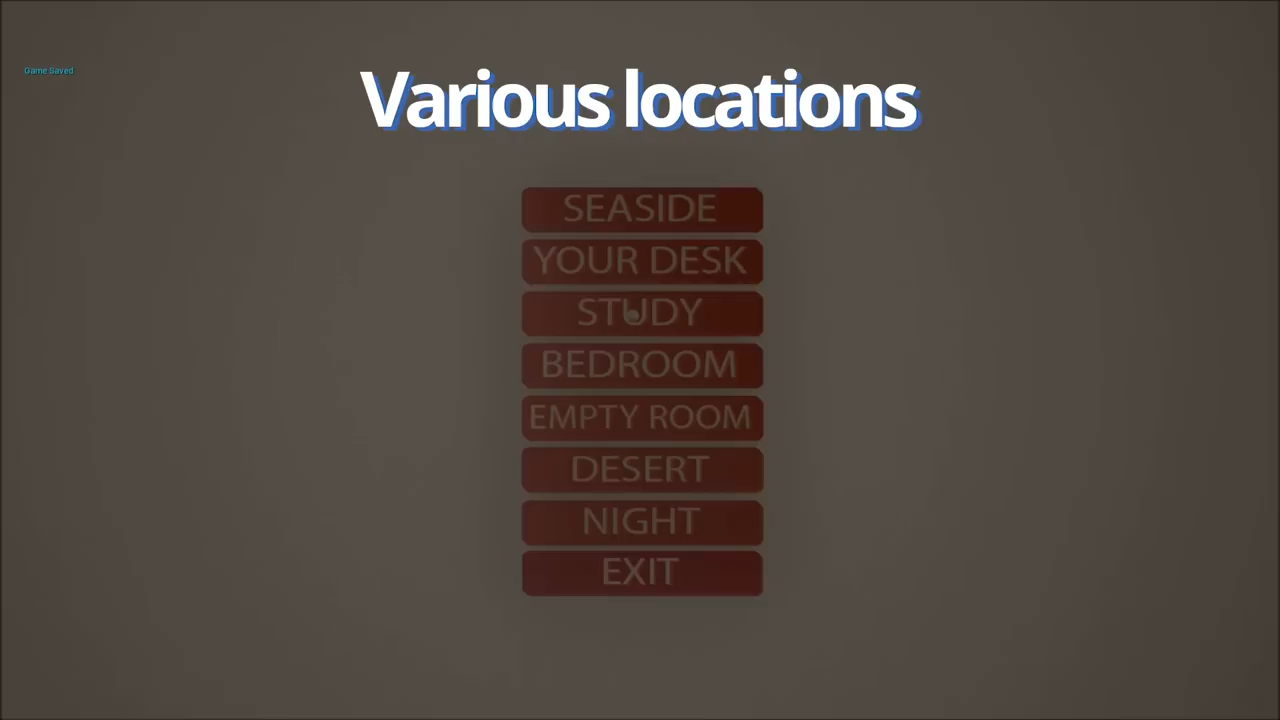 Game Saved
Various locations
SEASIDE
YOUR DESK
STUDY
BEDROOM
EMPTY ROOM
DESERT
NIGHT
EXIT